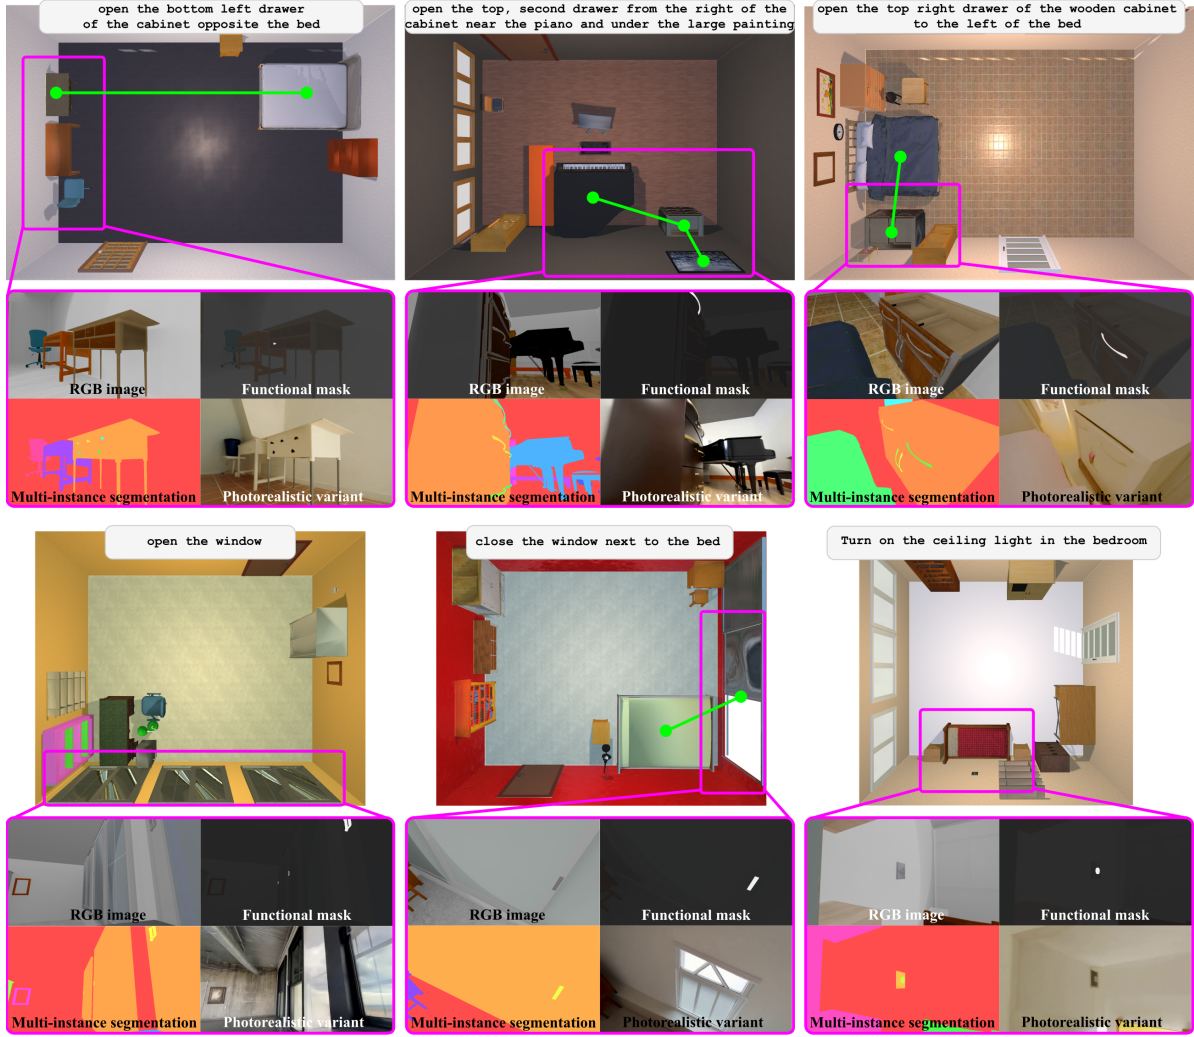 open the bottom left drawer
of the cabinet opposite the bed
open the top, second drawer from the right of the
cabinet near the piano and under the large painting
open the top right drawer of the wooden cabinet
to the left of the bed
RGB image
Functional mask
Multi-instance segmentation
Photorealistic variant
RGB image
Functional mask
Multi-instance segmentation
Photorealistic variant
RGB image
Functional mask
Multi-instance segmentation
Photorealistic variant
open the window
close the window next to the bed
Turn on the ceiling light in the bedroom
RGB image
Functional mask
Multi-instance segmentation
Photorealistic variant
RGB image
Functional mask
Multi-instance segmentation
Photorealistic variant
RGB image
Functional mask
Multi-instance segmentation
Photorealistic variant